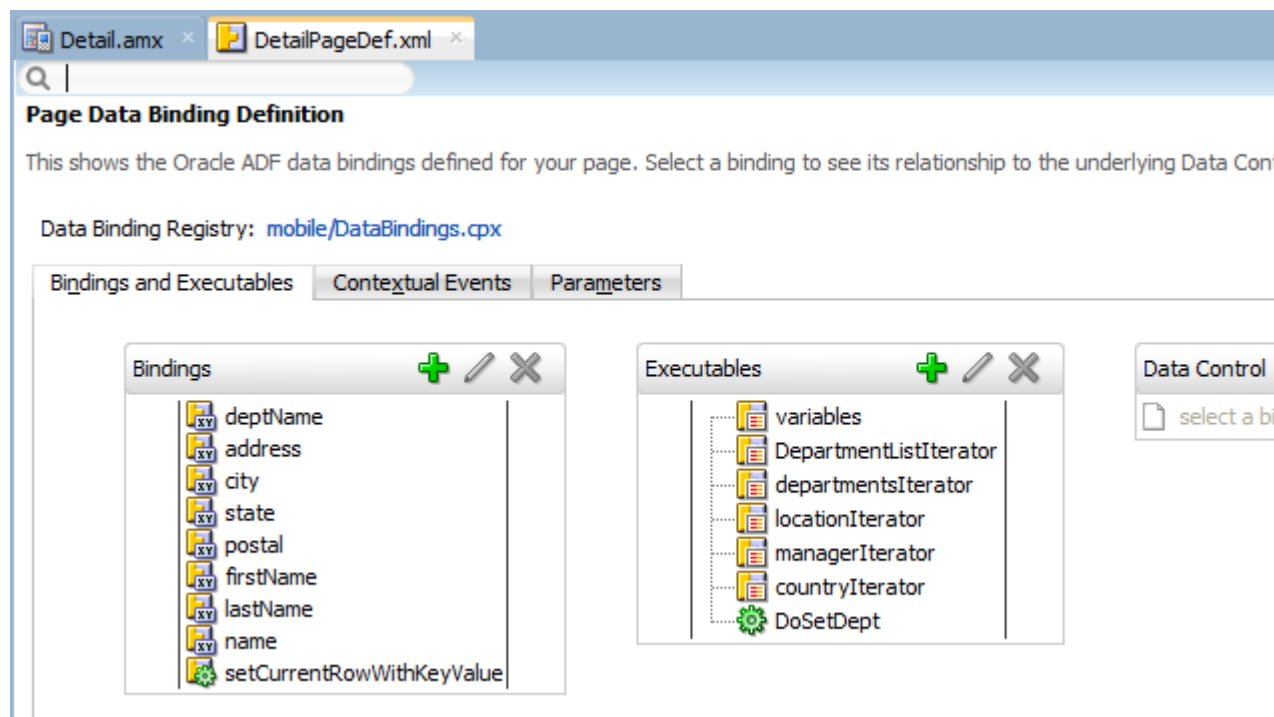 Detail.amx
DetailPageDef.xml
Page Data Binding Definition
This shows the Oracle ADF data bindings defined for your page. Select a binding to see its relationship to the underlying Data Con
Data Binding Registry: mobile/DataBindings.cpx
Bindings and Executables Contextual Events Parameters
Bindings
deptName
address
city
state
postal
firstName
lastName
name
setCurrentRowWithKeyValue
Executables
variables
DepartmentListIterator
departmentsIterator
locationIterator
managerIterator
countryIterator
DoSetDept
Data Control
select a bi